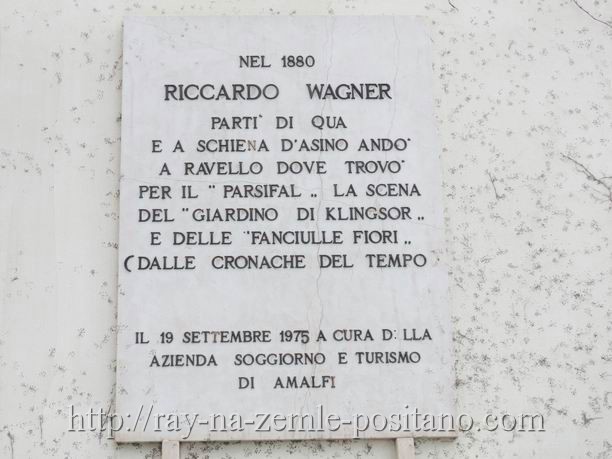 NEL 1880
RICCARDO WAGNER
PARTI' DI QUA
E A SCHIENA D'ASINO ANDO'
A RAVELLO DOVE TROVO'
PER IL " PARSIFAL „ LA SCENA
DEL "GIARDINO DI KLINGSOR „
E DELLE "FANCIULLE FIORI „
(DALLE CRONACHE DEL TEMPO
IL 19 SETTEMBRE 1975 A CURA D LLA
AZIENDA SOGGIORNO E TURISMO
DI AMALFI
http://ray-na-zemle-positano.com